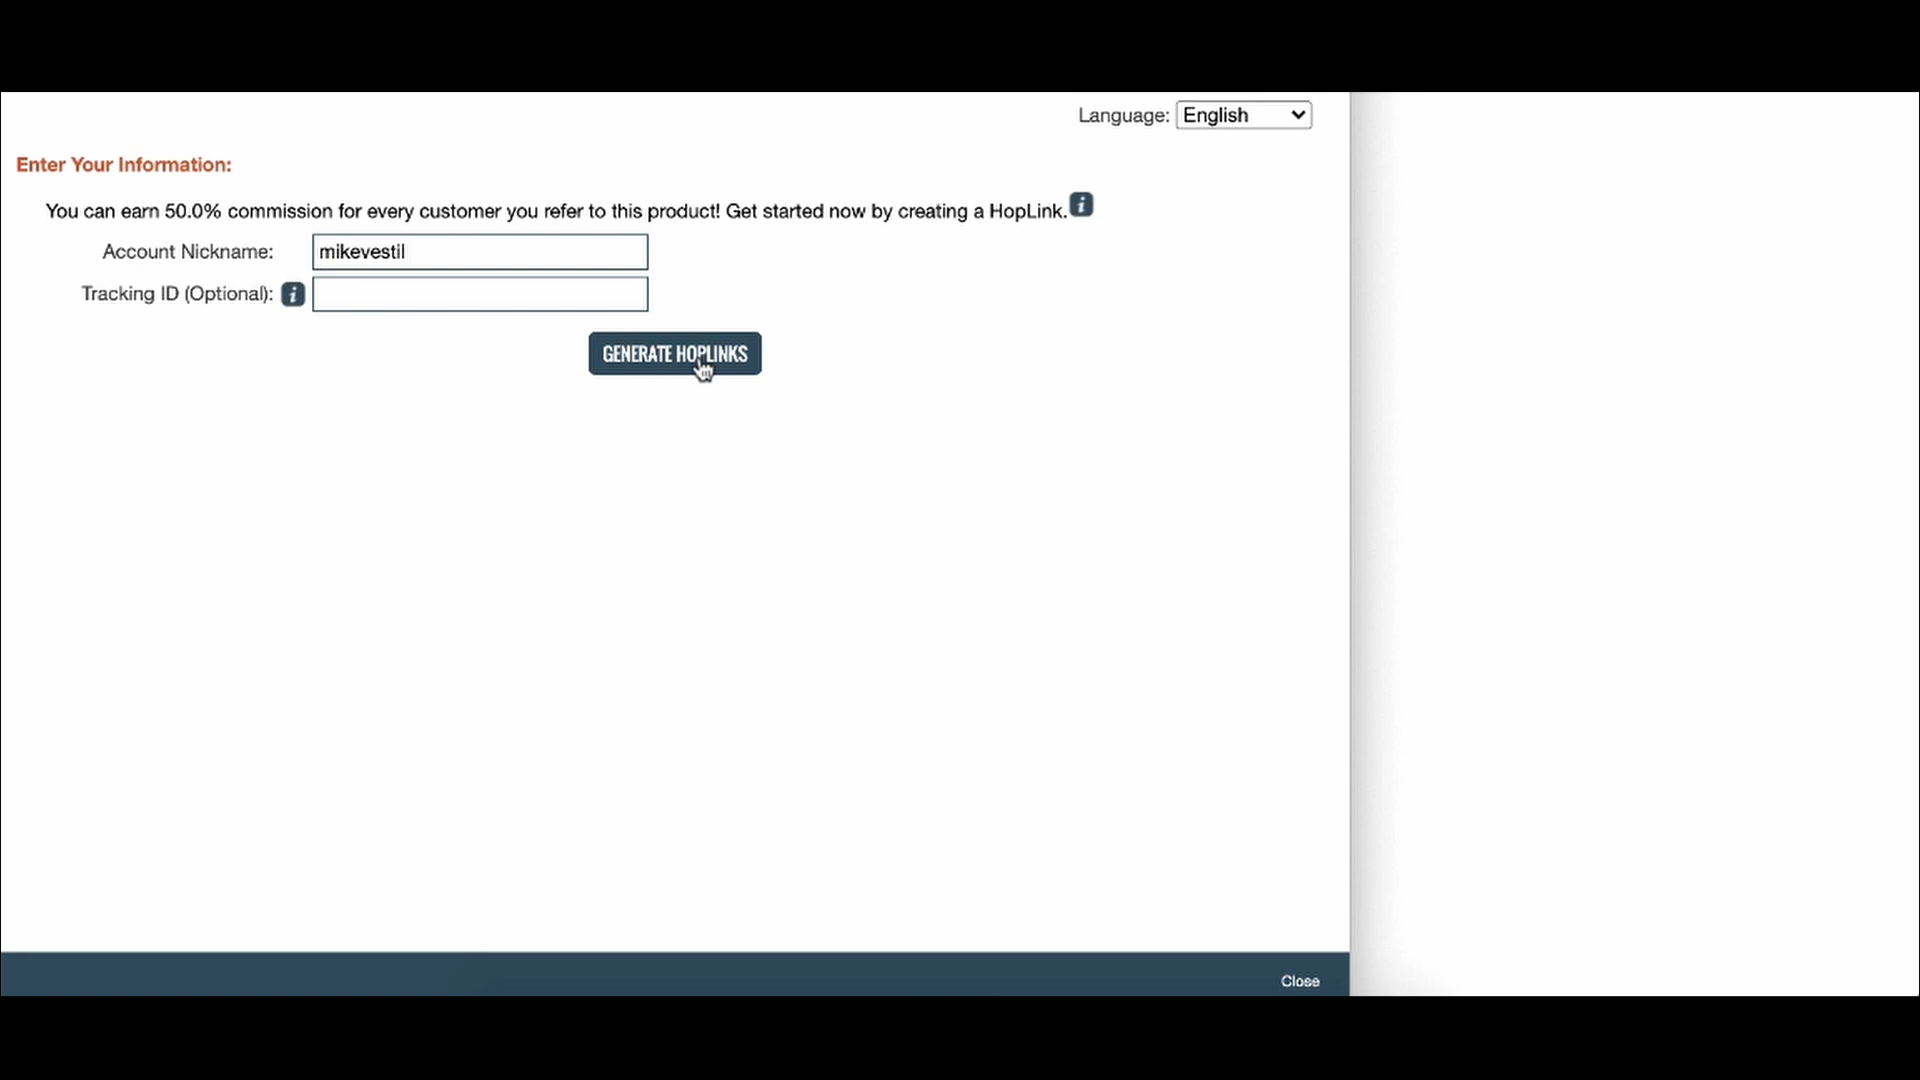 Language: English
Enter Your Information:
You can earn 50.0% commission for every customer you refer to this product! Get started now by creating a HopLink. i
Account Nickname: mikevestil
Tracking ID (Optional): i
GENERATE HOPLINKS
Close